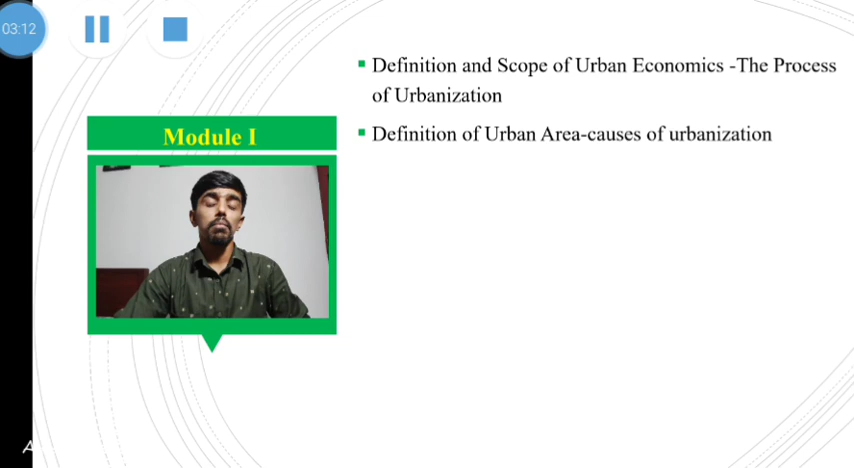 03:12
Definition and Scope of Urban Economics -The Process
of Urbanization
Module I
Definition of Urban Area-causes of urbanization
A